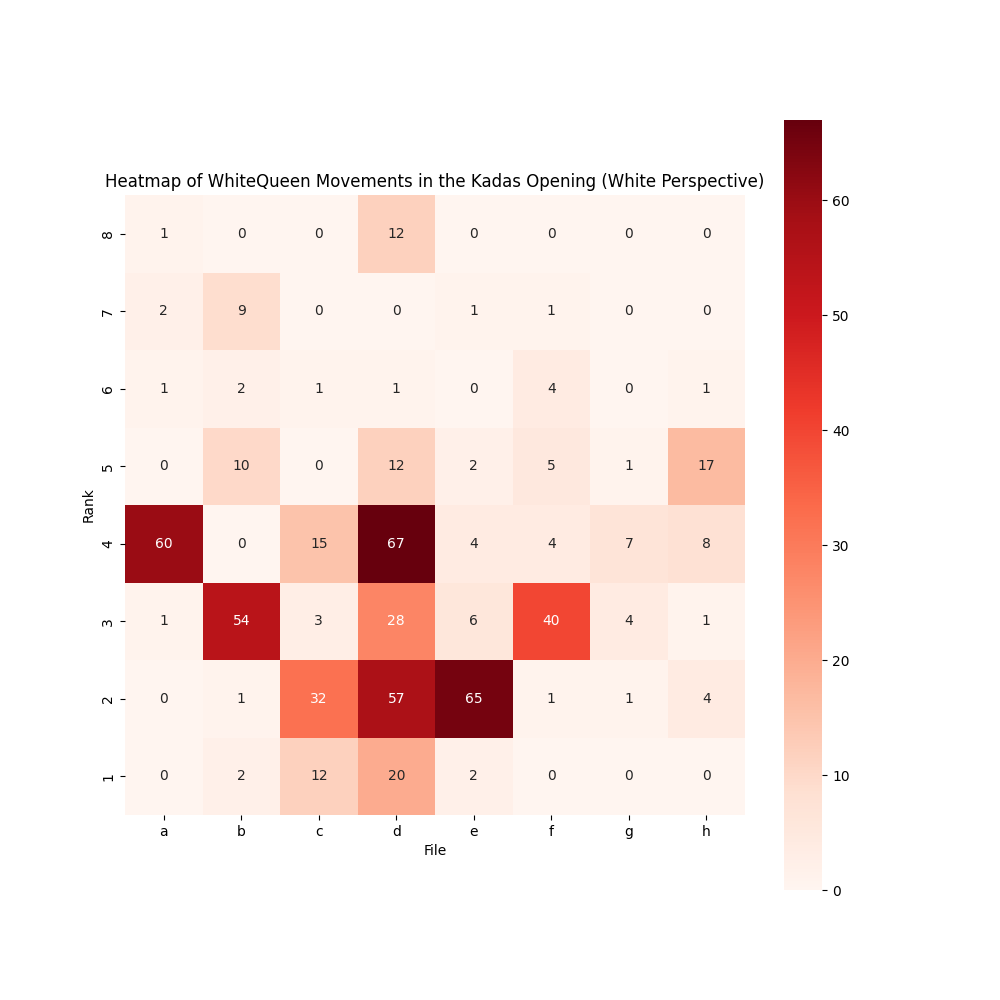 Heatmap of WhiteQueen Movements in the Kadas Opening (White Perspective)
8 1 0 0 12 0 0 0 0
7 2 9 0 0 1 1 0 0
6 1 2 1 1 0 4 0 1
5 0 10 0 12 2 5 1 17
4 60 0 15 67 4 4 7 8
3 1 54 3 28 6 40 4 1
2 0 1 32 57 65 1 1 4
1 0 2 12 20 2 0 0 0
a b c d e f g h
File
Rank
60
50
40
30
20
10
0